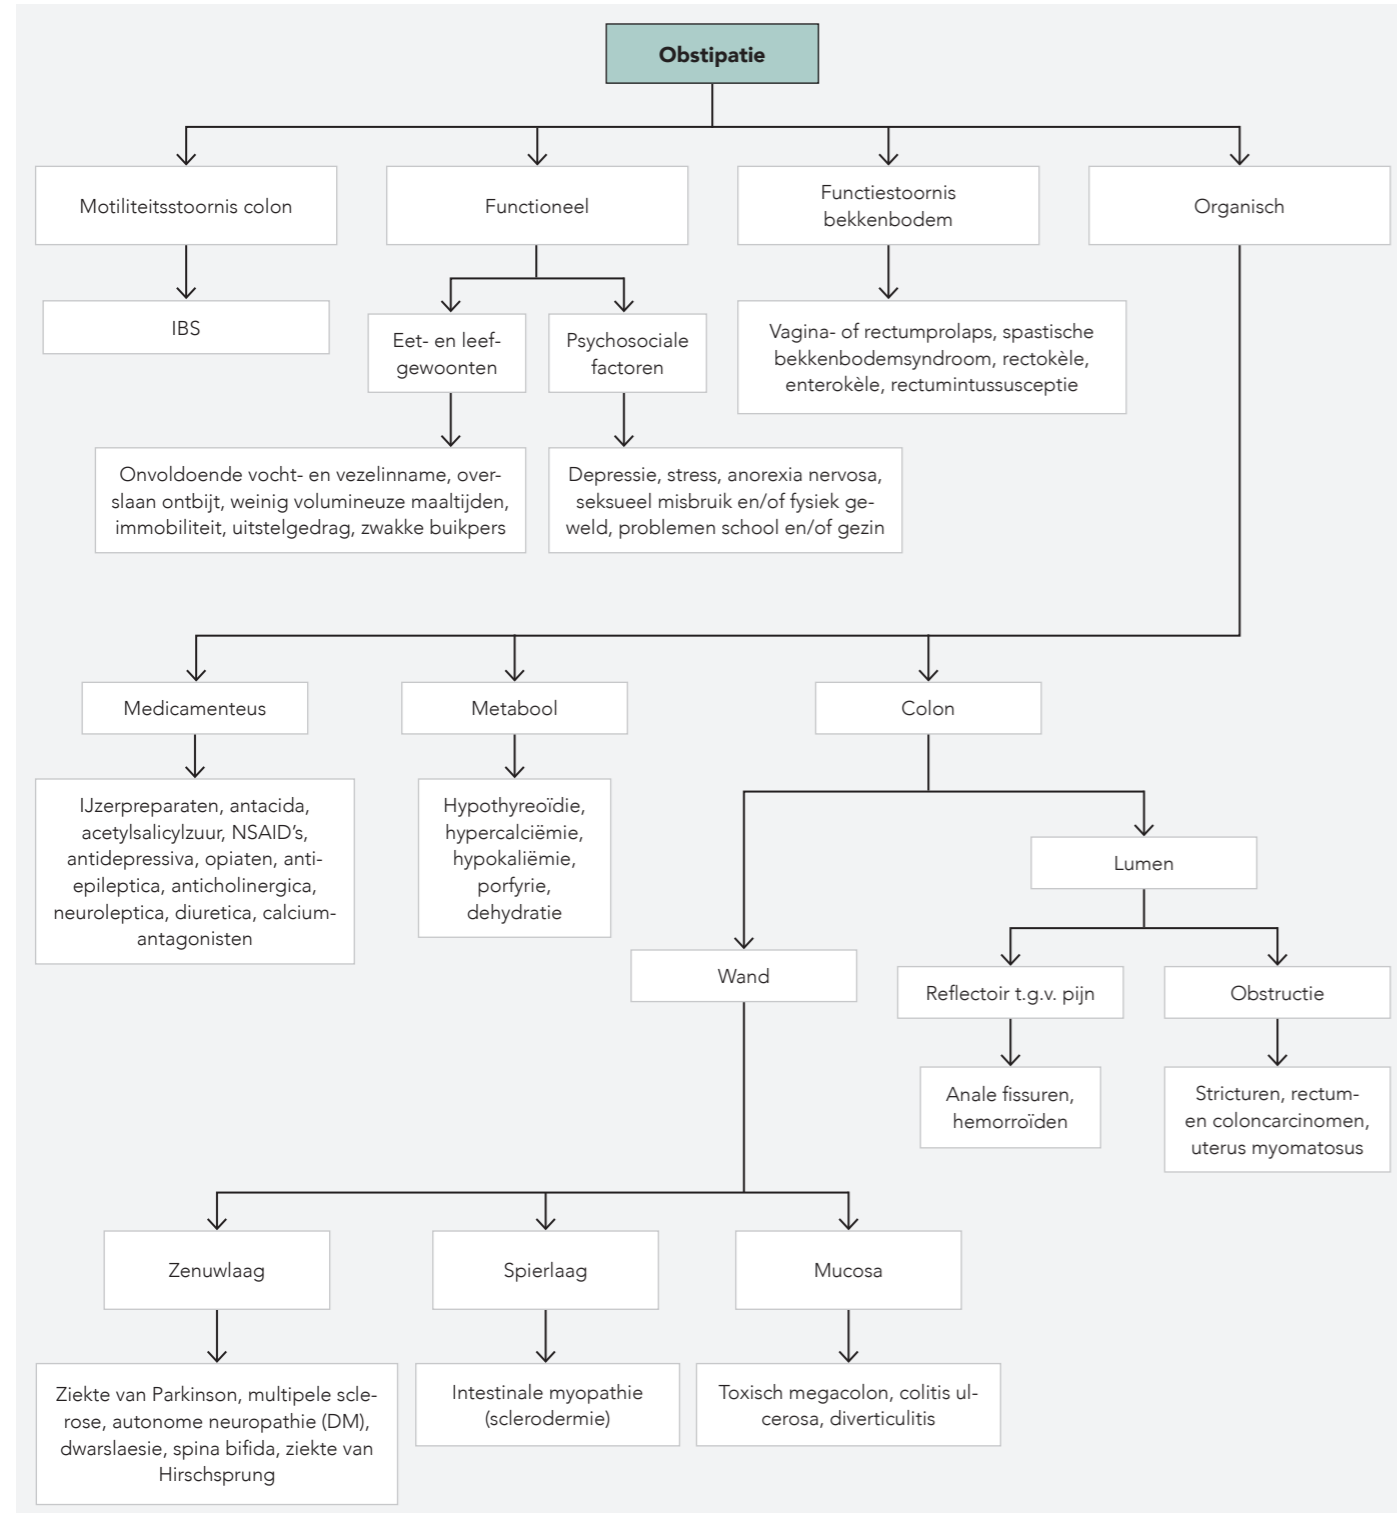 Obstipatie
Motiliteitsstoornis colon
Functioneel
Functiestoornis
bekkenbodem
Organisch
IBS
Eet- en leef-
gewoonten
Psychosociale
factoren
Vagina- of rectumprolaps, spastische
bekkenbodemsyndroom, rectokèle,
enterokèle, rectumintussusceptie
Onvoldoende vocht- en vezelinname, over-
slaan ontbijt, weinig volumineuze maaltijden,
immobiliteit, uitstelgedrag, zwakke buikpers
Depressie, stress, anorexia nervosa,
seksueel misbruik en/of fysiek ge-
weld, problemen school en/of gezin
Medicamenteus
Metabool
Colon
IJzerpreparaten, antacida,
acetylsalicylzuur, NSAID’s,
antidepressiva, opiaten, anti-
epileptica, anticholinergica,
neuroleptica, diuretica, calcium-
antagonisten
Hypothyreoïdie,
hypercalciëmie,
hypokaliëmie,
porfyrie,
dehydratie
Lumen
Wand
Reflectoir t.g.v. pijn
Obstructie
Anale fissuren,
hemorroïden
Stricturen, rectum-
en coloncarcinomen,
uterus myomatosus
Zenuwlaag
Spierlaag
Mucosa
Ziekte van Parkinson, multipele scle-
rose, autonome neuropathie (DM),
dwarslaesie, spina bifida, ziekte van
Hirschsprung
Intestinale myopathie
(sclerodermie)
Toxisch megacolon, colitis ul-
cerosa, diverticulitis